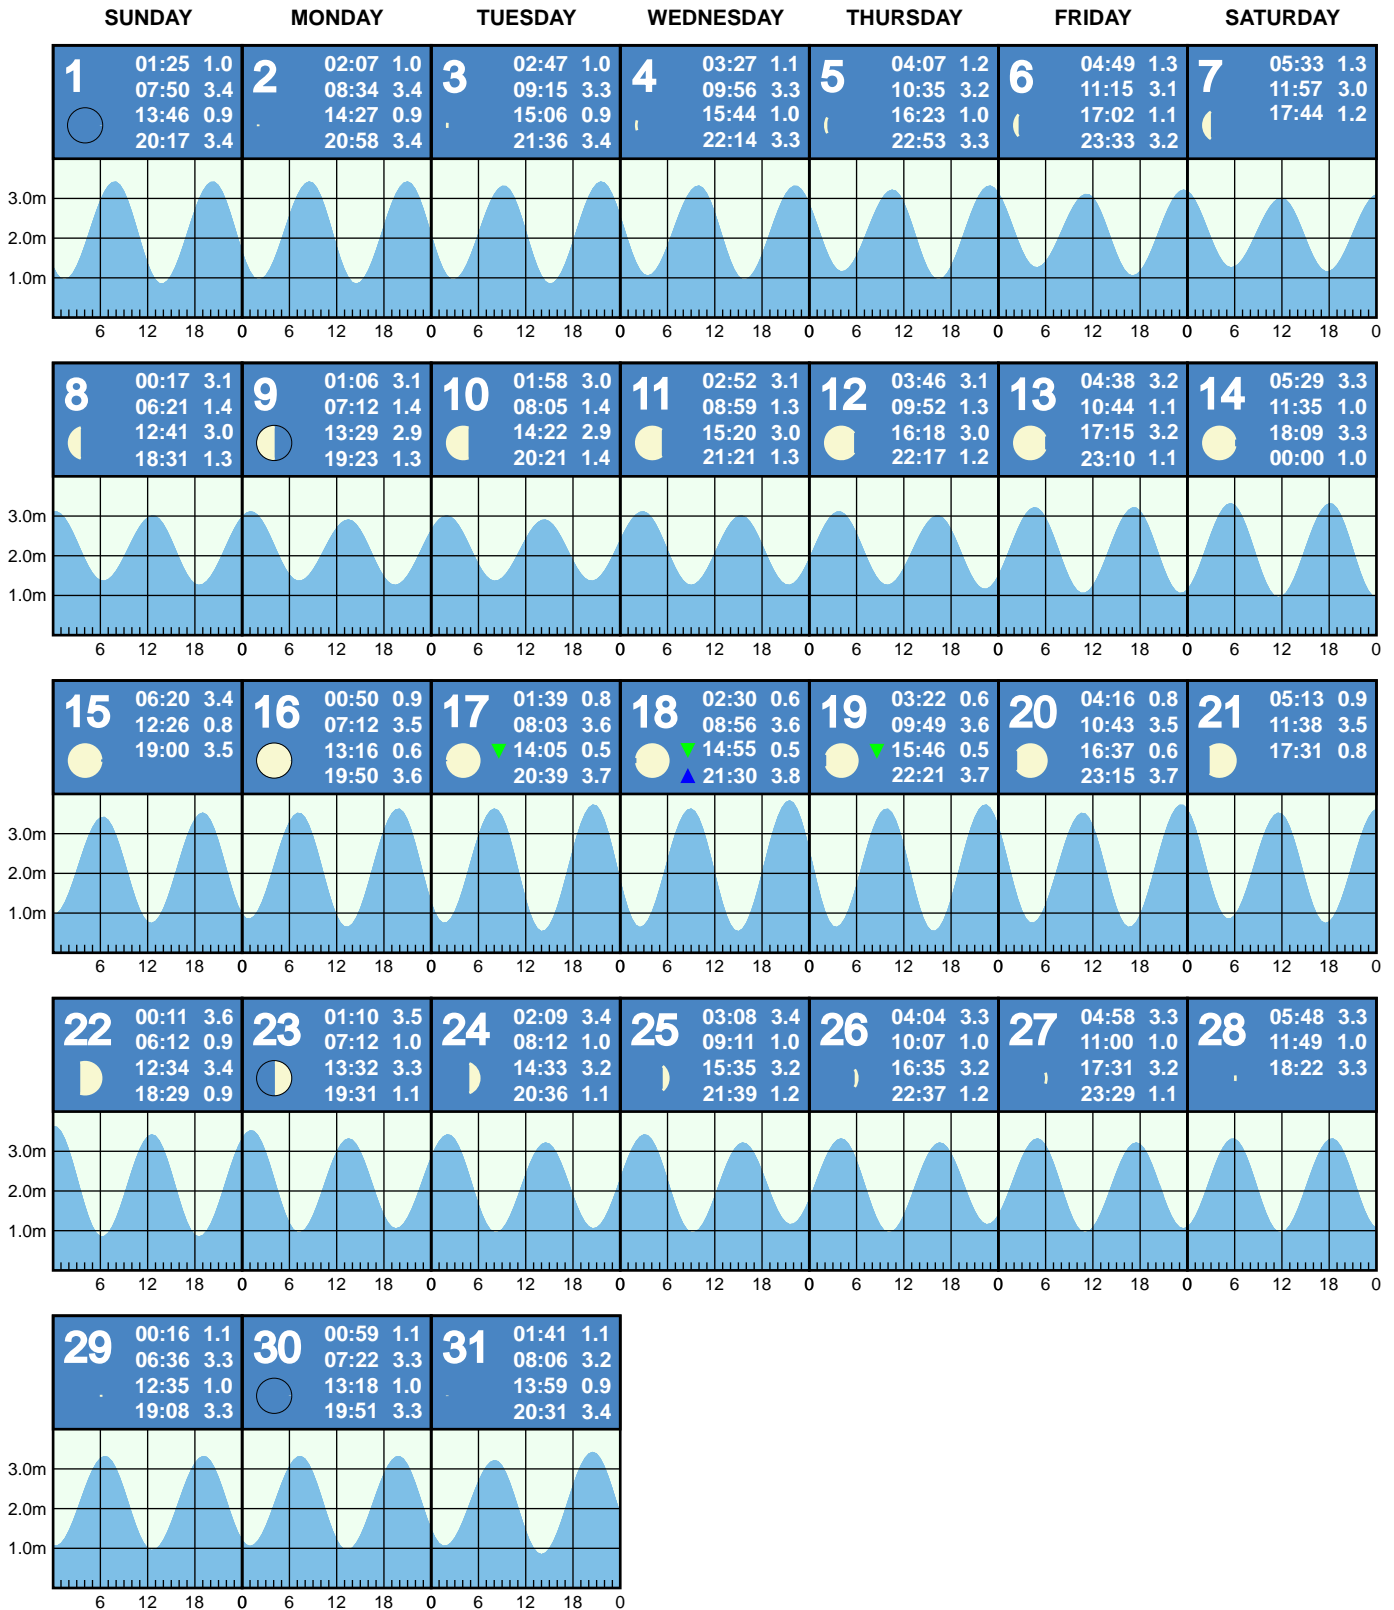 SUNDAY MONDAY TUESDAY WEDNESDAY THURSDAY FRIDAY SATURDAY
1 01:25 1.0
07:50 3.4
13:46 0.9
20:17 3.4
2 02:07 1.0
08:34 3.4
14:27 0.9
20:58 3.4
3 02:47 1.0
09:15 3.3
15:06 0.9
21:36 3.4
4 03:27 1.1
09:56 3.3
15:44 1.0
22:14 3.3
5 04:07 1.2
10:35 3.2
16:23 1.0
22:53 3.3
6 04:49 1.3
11:15 3.1
17:02 1.1
23:33 3.2
7 05:33 1.3
11:57 3.0
17:44 1.2
3.0m
2.0m
1.0m
6 12 18 0 6 12 18 0 6 12 18 0 6 12 18 0 6 12 18 0 6 12 18 0 6 12 18 0
8 00:17 3.1
06:21 1.4
12:41 3.0
18:31 1.3
9 01:06 3.1
07:12 1.4
13:29 2.9
19:23 1.3
10 01:58 3.0
08:05 1.4
14:22 2.9
20:21 1.4
11 02:52 3.1
08:59 1.3
15:20 3.0
21:21 1.3
12 03:46 3.1
09:52 1.3
16:18 3.0
22:17 1.2
13 04:38 3.2
10:44 1.1
17:15 3.2
23:10 1.1
14 05:29 3.3
11:35 1.0
18:09 3.3
00:00 1.0
3.0m
2.0m
1.0m
6 12 18 0 6 12 18 0 6 12 18 0 6 12 18 0 6 12 18 0 6 12 18 0 6 12 18 0
15 06:20 3.4
12:26 0.8
19:00 3.5
16 00:50 0.9
07:12 3.5
13:16 0.6
19:50 3.6
17 01:39 0.8
08:03 3.6
14:05 0.5
20:39 3.7
18 02:30 0.6
08:56 3.6
14:55 0.5
21:30 3.8
19 03:22 0.6
09:49 3.6
15:46 0.5
22:21 3.7
20 04:16 0.8
10:43 3.5
16:37 0.6
23:15 3.7
21 05:13 0.9
11:38 3.5
17:31 0.8
3.0m
2.0m
1.0m
6 12 18 0 6 12 18 0 6 12 18 0 6 12 18 0 6 12 18 0 6 12 18 0 6 12 18 0
22 00:11 3.6
06:12 0.9
12:34 3.4
18:29 0.9
23 01:10 3.5
07:12 1.0
13:32 3.3
19:31 1.1
24 02:09 3.4
08:12 1.0
14:33 3.2
20:36 1.1
25 03:08 3.4
09:11 1.0
15:35 3.2
21:39 1.2
26 04:04 3.3
10:07 1.0
16:35 3.2
22:37 1.2
27 04:58 3.3
11:00 1.0
17:31 3.2
23:29 1.1
28 05:48 3.3
11:49 1.0
18:22 3.3
3.0m
2.0m
1.0m
6 12 18 0 6 12 18 0 6 12 18 0 6 12 18 0 6 12 18 0 6 12 18 0 6 12 18 0
29 00:16 1.1
06:36 3.3
12:35 1.0
19:08 3.3
30 00:59 1.1
07:22 3.3
13:18 1.0
19:51 3.3
31 01:41 1.1
08:06 3.2
13:59 0.9
20:31 3.4
3.0m
2.0m
1.0m
6 12 18 0 6 12 18 0 6 12 18 0